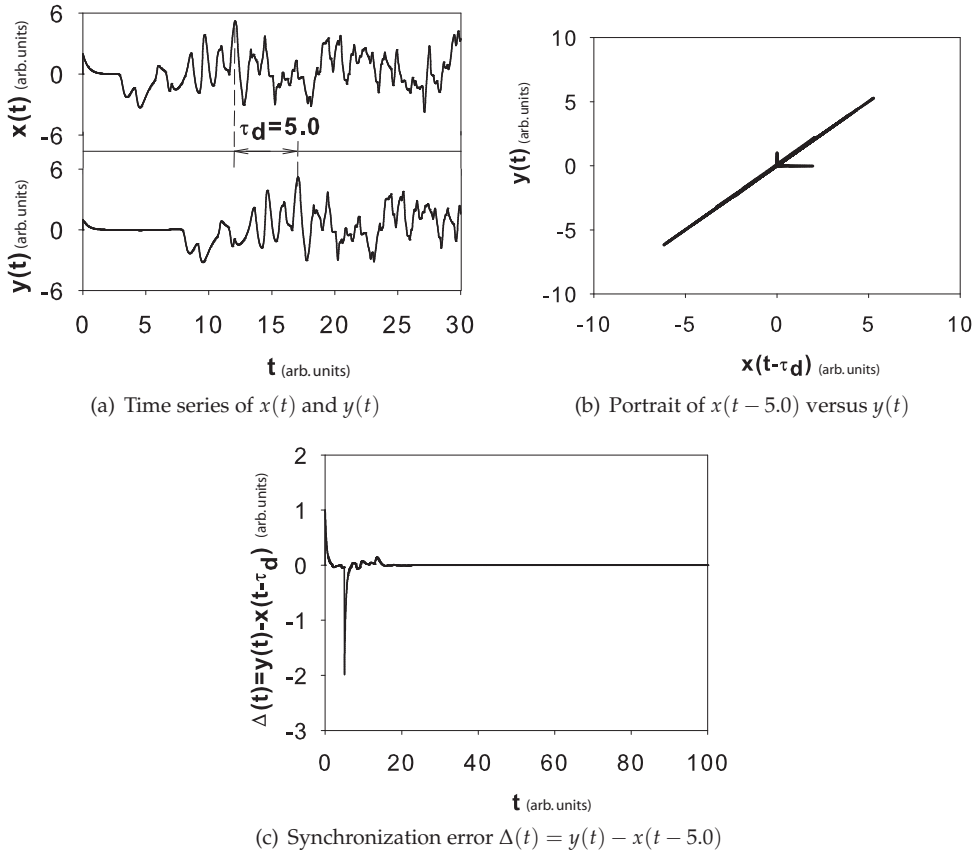 6
0
-6
x(t) (arb. units)
τd=5.0
6
0
-6
y(t) (arb. units)
0 5 10 15 20 25 30
t (arb. units)
(a) Time series of x(t) and y(t)
10
5
0
-5
-10
y(t) (arb. units)
-10 -5 0 5 10
x(t-τd) (arb. units)
(b) Portrait of x(t − 5.0) versus y(t)
2
1
0
-1
-2
-3
Δ(t)=y(t)-x(t-τd) (arb. units)
0 20 40 60 80 100
t (arb. units)
(c) Synchronization error Δ(t) = y(t) − x(t − 5.0)